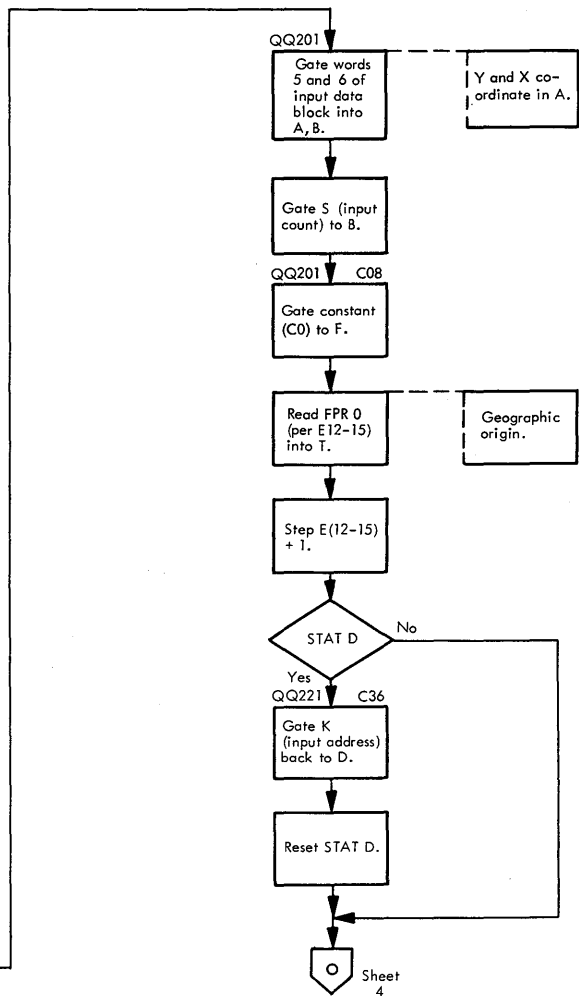 QQ201
Gate words
5 and 6 of
input data
block into
A, B.
Y and X co-
ordinate in A.
Gate S (input
count) to B.
QQ201 C08
Gate constant
(C0) to F.
Read FPR 0
(per E12-15)
into T.
Geographic
origin.
Step E(12-15)
+ 1.
STAT D
No
Yes
QQ221 C36
Gate K
(input address)
back to D.
Reset STAT D.
O
Sheet
4